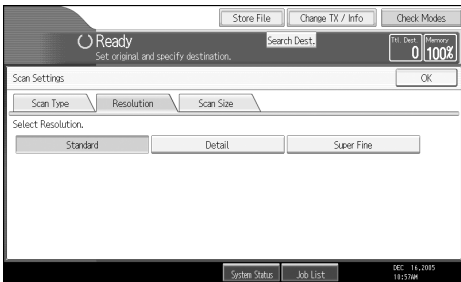 Store File Change TX / Info Check Modes
Ready Search Dest. Ttl. Dest. Memory
Set original and specify destination. 0 100%
Scan Settings OK
Scan Type Resolution Scan Size
Select Resolution.
Standard Detail Super Fine
System Status Job List DEC 16,2005
10:57AM